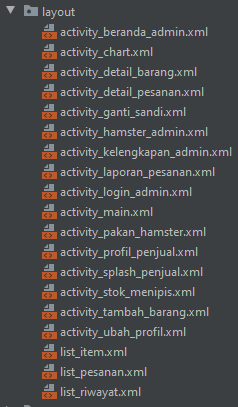 layout
activity_beranda_admin.xml
activity_chart.xml
activity_detail_barang.xml
activity_detail_pesanan.xml
activity_ganti_sandi.xml
activity_hamster_admin.xml
activity_kelengkapan_admin.xml
activity_laporan_pesanan.xml
activity_login_admin.xml
activity_main.xml
activity_pakan_hamster.xml
activity_profil_penjual.xml
activity_splash_penjual.xml
activity_stok_menipis.xml
activity_tambah_barang.xml
activity_ubah_profil.xml
list_item.xml
list_pesanan.xml
list_riwayat.xml